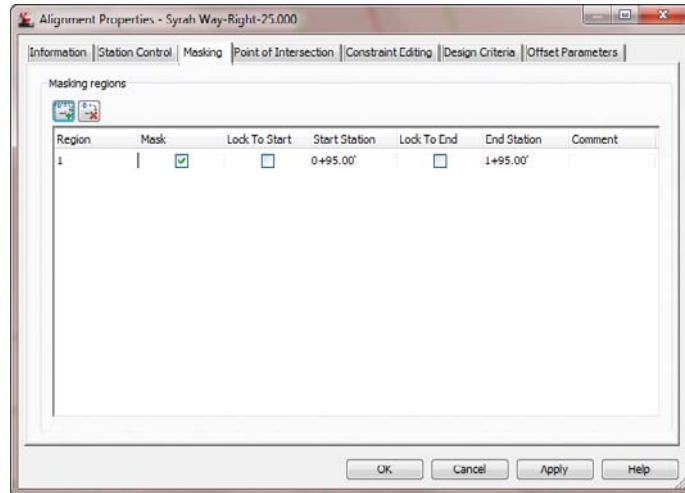 Alignment Properties - Syrah Way-Right-25.000
Information Station Control Masking Point of Intersection Constraint Editing Design Criteria Offset Parameters
Masking regions
Region Mask Lock To Start Start Station Lock To End End Station Comment
1 0+95.00' 1+95.00'
OK Cancel Apply Help